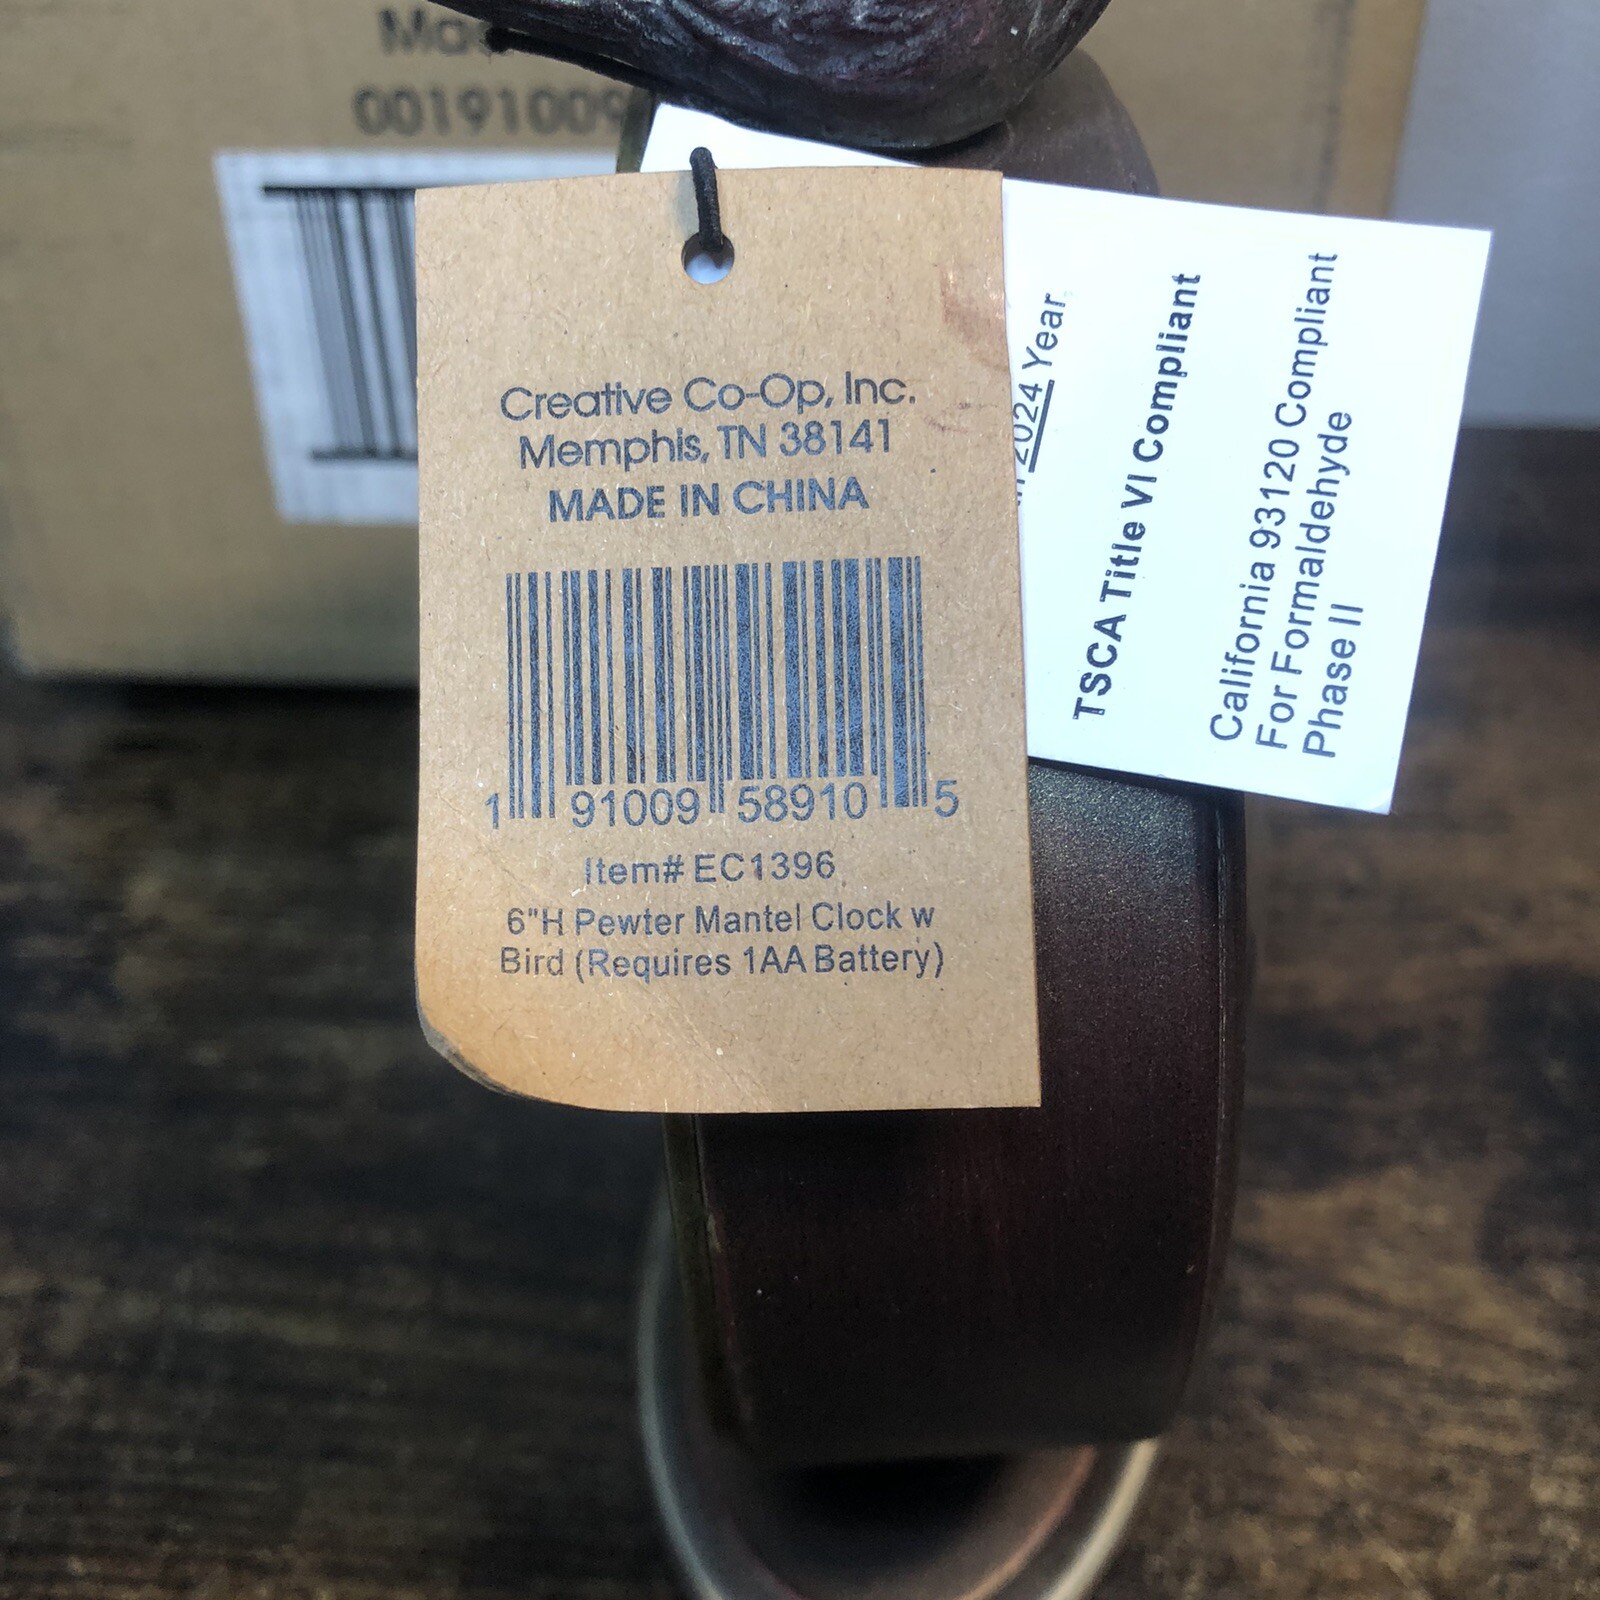 00191009
Creative Co-Op, Inc.
Memphis, TN 38141
MADE IN CHINA
1 91009 58910 5
Item# EC1396
6"H Pewter Mantel Clock w
Bird (Requires 1AA Battery)
2024 Year
TSCA Title VI Compliant
California 93120 Compliant
For Formaldehyde
Phase II